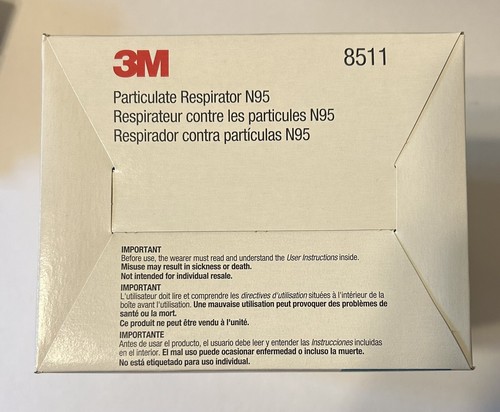 3M
8511
Particulate Respirator N95
Respirateur contre les particules N95
Respirador contra partículas N95
IMPORTANT
Before use, the wearer must read and understand the User Instructions inside.
Misuse may result in sickness or death.
Not intended for individual resale.
IMPORTANT
L'utilisateur doit lire et comprendre les directives d'utilisation situées à l'intérieur de la
boîte avant l'utilisation. Une mauvaise utilisation peut provoquer des problèmes de
santé ou la mort.
Ce produit ne peut être vendu à l'unité.
IMPORTANTE
Antes de usar el producto, el usuario debe leer y entender las Instrucciones incluidas
en el interior. El mal uso puede ocasionar enfermedad o incluso la muerte.
No está etiquetado para uso individual.